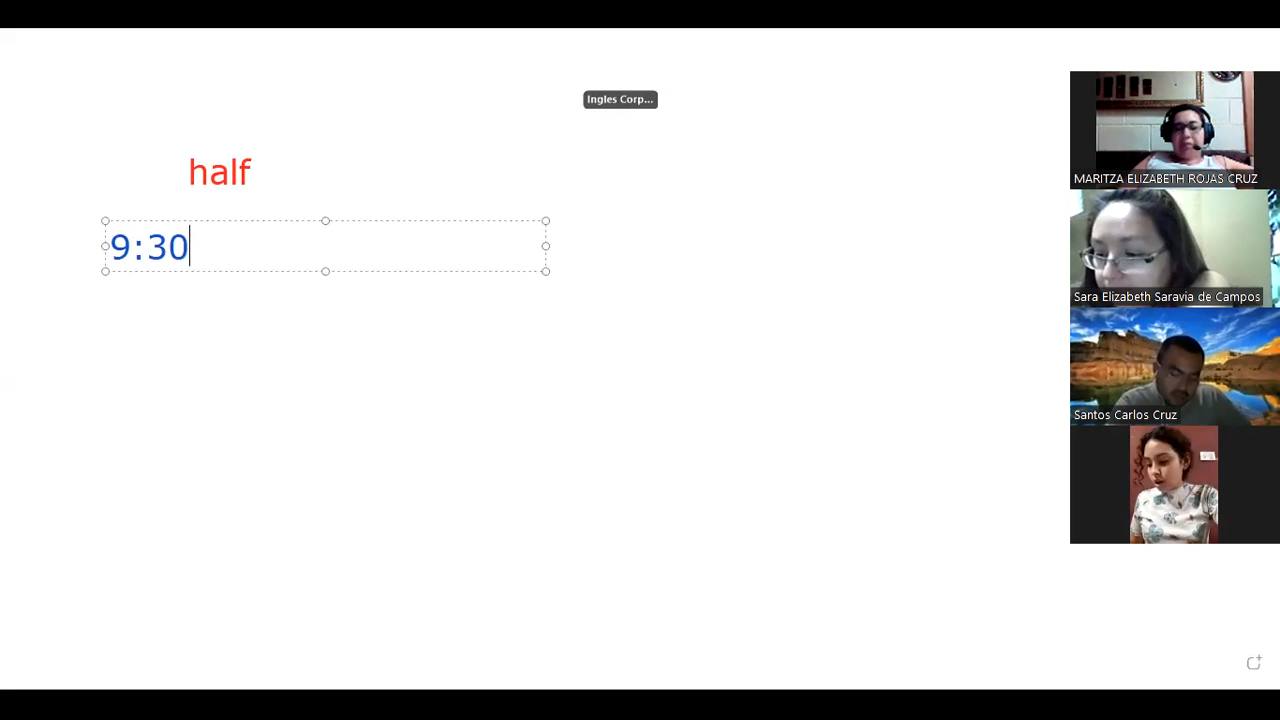 Ingles Corp...
half
9:30
MARITZA ELIZABETH ROJAS CRUZ
Sara Elizabeth Saravia de Campos
Santos Carlos Cruz